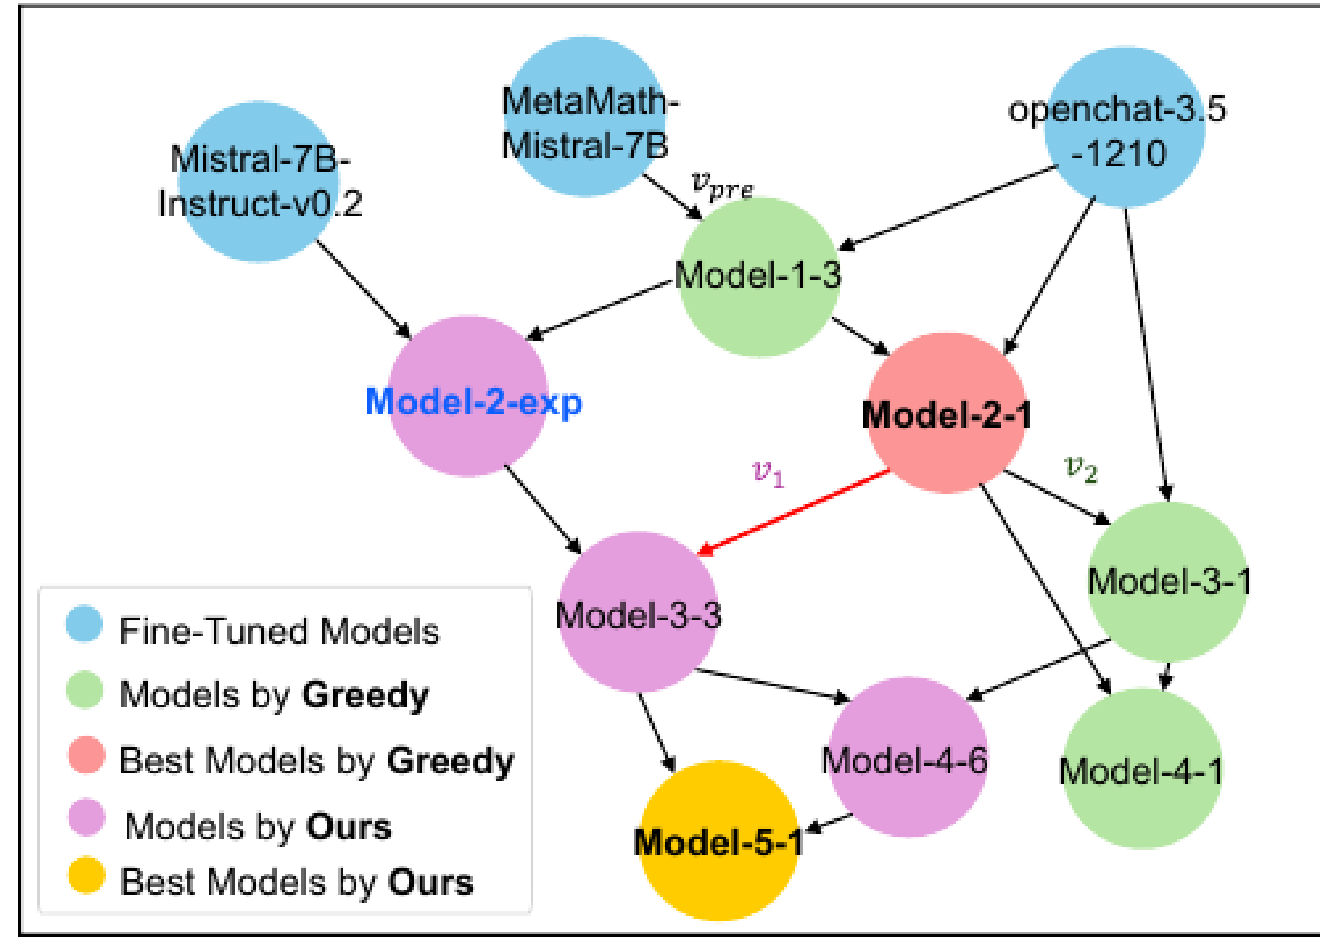 MetaMath-
Mistral-7B
openchat-3.5
-1210
Mistral-7B-
Instruct-v0.2
v_pre
Model-1-3
Model-2-exp
Model-2-1
v_1
v_2
Model-3-1
Model-3-3
Model-4-6
Model-4-1
Model-5-1
Fine-Tuned Models
Models by Greedy
Best Models by Greedy
Models by Ours
Best Models by Ours